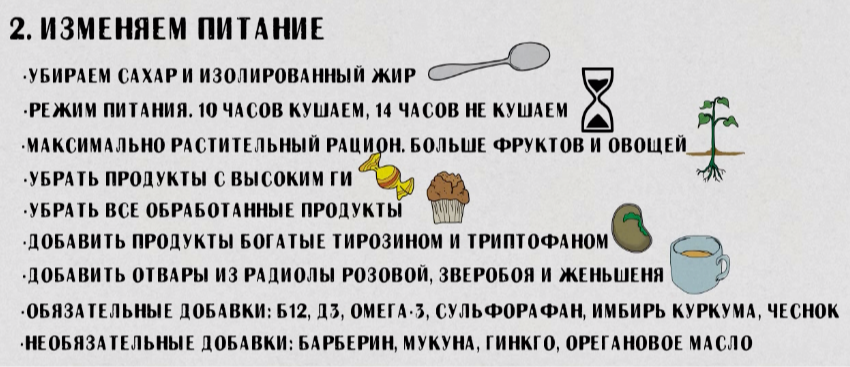 2. ИЗМЕНЯЕМ ПИТАНИЕ
·УБИРАЕМ САХАР И ИЗОЛИРОВАННЫЙ ЖИР
·РЕЖИМ ПИТАНИЯ. 10 ЧАСОВ КУШАЕМ, 14 ЧАСОВ НЕ КУШАЕМ
·МАКСИМАЛЬНО РАСТИТЕЛЬНЫЙ РАЦИОН. БОЛЬШЕ ФРУКТОВ И ОВОЩЕЙ
·УБРАТЬ ПРОДУКТЫ С ВЫСОКИМ ГИ
·УБРАТЬ ВСЕ ОБРАБОТАННЫЕ ПРОДУКТЫ
·ДОБАВИТЬ ПРОДУКТЫ БОГАТЫЕ ТИРОЗИНОМ И ТРИПТОФАНОМ
·ДОБАВИТЬ ОТВАРЫ ИЗ РАДИОЛЫ РОЗОВОЙ, ЗВЕРОБОЯ И ЖЕНЬШЕНЯ
·ОБЯЗАТЕЛЬНЫЕ ДОБАВКИ: Б12, Д3, ОМЕГА-3, СУЛЬФОРАФАН, ИМБИРЬ КУРКУМА, ЧЕСНОК
·НЕОБЯЗАТЕЛЬНЫЕ ДОБАВКИ: БАРБЕРИН, МУКУНА, ГИНКГО, ОРЕГАНОВОЕ МАСЛО